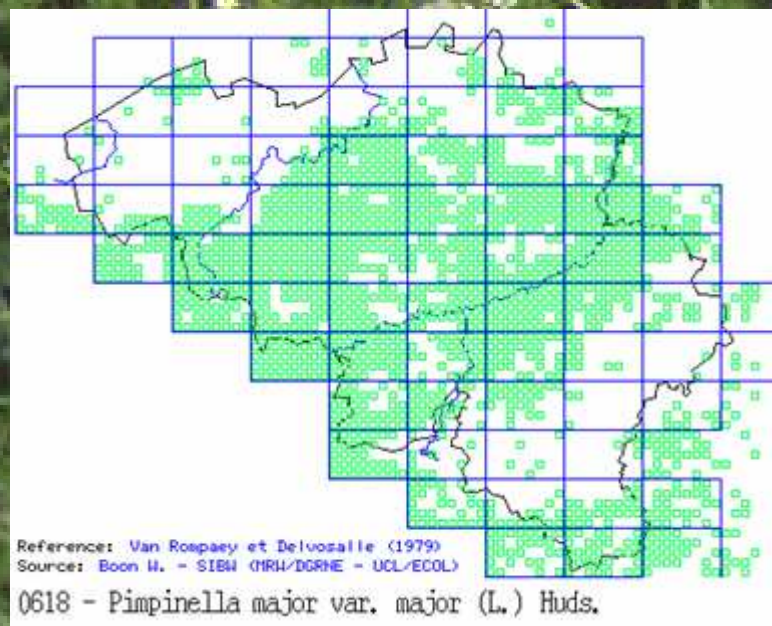 Reference: Van Rompaey et Delvosalle (1979)
Source: Boon W. - SIBW (MRW/DGRNE - UCL/ECOL)
0618 - Pimpinella major var. major (L.) Huds.